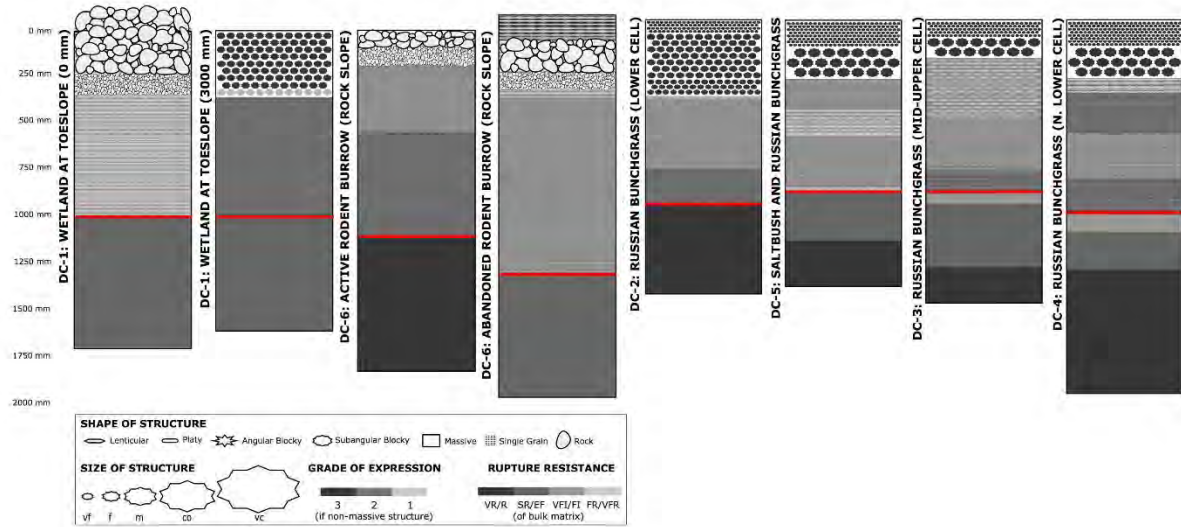 0 mm
250 mm
500 mm
750 mm
1000 mm
1250 mm
1500 mm
1750 mm
2000 mm
DC-1: WETLAND AT TOESLOPE (0 mm)
DC-1: WETLAND AT TOESLOPE (3000 mm)
DC-6: ACTIVE RODENT BURROW (ROCK SLOPE)
DC-6: ABANDONED RODENT BURROW (ROCK SLOPE)
DC-2: RUSSIAN BUNCHGRASS (LOWER CELL)
DC-5: SALTBUSH AND RUSSIAN BUNCHGRASS
DC-3: RUSSIAN BUNCHGRASS (MID-UPPER CELL)
DC-4: RUSSIAN BUNCHGRASS (N. LOWER CELL)
SHAPE OF STRUCTURE
Lenticular Platy Angular Blocky Subangular Blocky Massive Single Grain Rock
SIZE OF STRUCTURE GRADE OF EXPRESSION RUPTURE RESISTANCE
vf f m co vc
3 2 1 VR/R SR/EF VFI/FI FR/VFR
(if non-massive structure) (of bulk matrix)